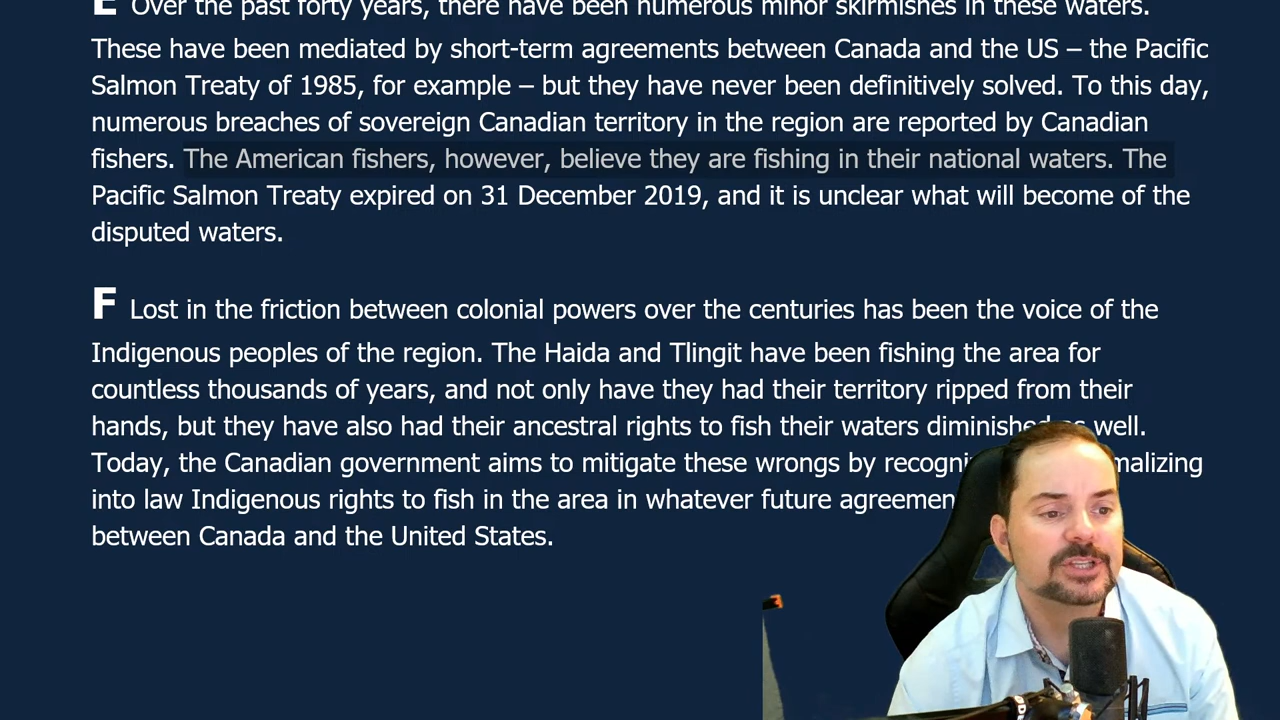 E Over the past forty years, there have been numerous minor skirmishes in these waters.
These have been mediated by short-term agreements between Canada and the US – the Pacific
Salmon Treaty of 1985, for example – but they have never been definitively solved. To this day,
numerous breaches of sovereign Canadian territory in the region are reported by Canadian
fishers. The American fishers, however, believe they are fishing in their national waters. The
Pacific Salmon Treaty expired on 31 December 2019, and it is unclear what will become of the
disputed waters.
F Lost in the friction between colonial powers over the centuries has been the voice of the
Indigenous peoples of the region. The Haida and Tlingit have been fishing the area for
countless thousands of years, and not only have they had their territory ripped from their
hands, but they have also had their ancestral rights to fish their waters diminished as well.
Today, the Canadian government aims to mitigate these wrongs by
into law Indigenous rights to fish in the area in whatever future
between Canada and the United States.